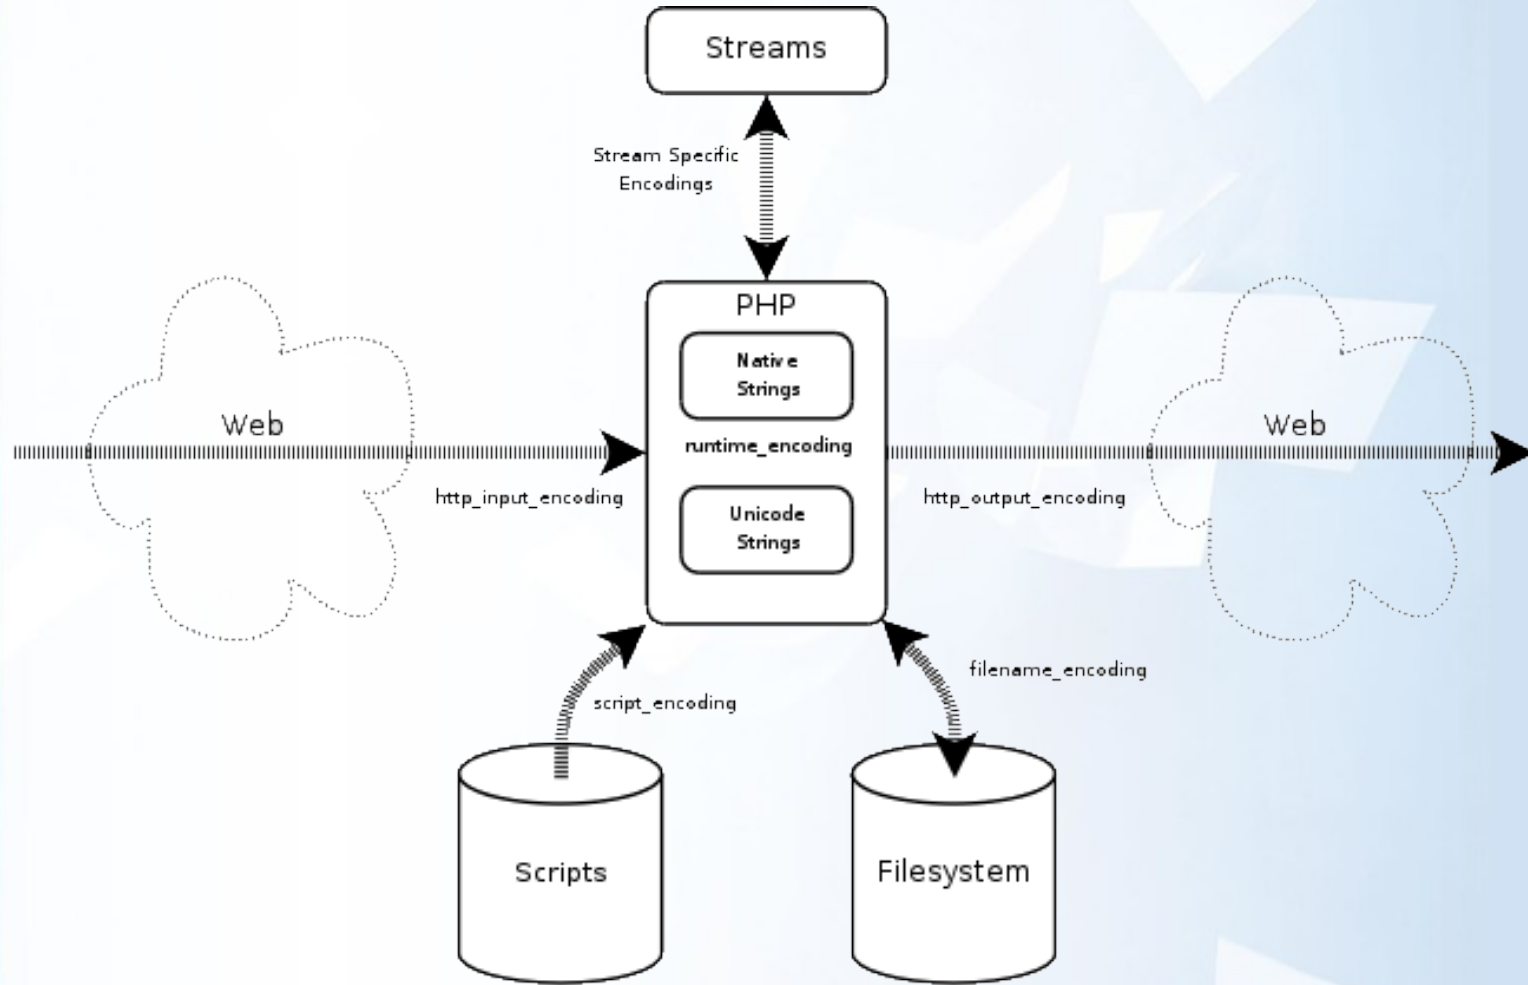 Streams
Stream Specific
Encodings
PHP
Native
Strings
Web
runtime_encoding
Web
http_input_encoding
http_output_encoding
Unicode
Strings
filename_encoding
script_encoding
Scripts
Filesystem